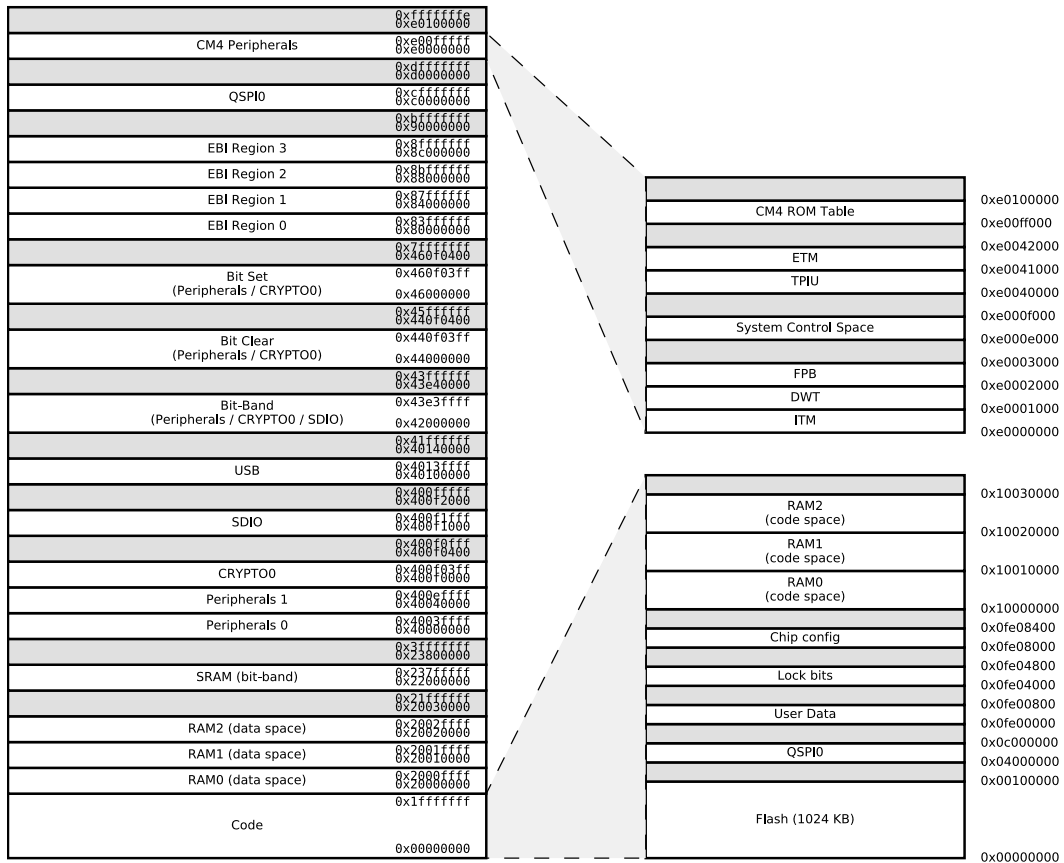 0xfffffffe
0xe0100000
CM4 Peripherals
0xe00fffff
0xe0000000
0xdfffffff
0xd0000000
QSPI0
0xcfffffff
0xc0000000
0xbfffffff
0x90000000
EBI Region 3
0x8fffffff
0x8c000000
EBI Region 2
0x8bffffff
0x88000000
EBI Region 1
0x87ffffff
0x84000000
EBI Region 0
0x83ffffff
0x80000000
0x7fffffff
0x460f0400
Bit Set
(Peripherals / CRYPTO0)
0x460f03ff
0x46000000
0x45ffffff
0x440f0400
Bit Clear
(Peripherals / CRYPTO0)
0x440f03ff
0x44000000
0x43ffffff
0x43e40000
Bit-Band
(Peripherals / CRYPTO0 / SDIO)
0x43e3ffff
0x42000000
0x41ffffff
0x40140000
USB
0x4013ffff
0x40100000
0x400fffff
0x400f2000
SDIO
0x400f1fff
0x400f1000
0x400f0fff
0x400f0400
CRYPTO0
0x400f03ff
0x400f0000
Peripherals 1
0x400effff
0x40040000
Peripherals 0
0x4003ffff
0x40000000
0x3fffffff
0x23800000
SRAM (bit-band)
0x237fffff
0x22000000
0x21ffffff
0x20030000
RAM2 (data space)
0x2002ffff
0x20020000
RAM1 (data space)
0x2001ffff
0x20010000
RAM0 (data space)
0x2000ffff
0x20000000
0x1fffffff
Code
0x00000000
0xe0100000
CM4 ROM Table
0xe00ff000
0xe0042000
ETM
0xe0041000
TPIU
0xe0040000
0xe000f000
System Control Space
0xe000e000
0xe0003000
FPB
0xe0002000
DWT
0xe0001000
ITM
0xe0000000
0x10030000
RAM2
(code space)
0x10020000
RAM1
(code space)
0x10010000
RAM0
(code space)
0x10000000
0x0fe08400
Chip config
0x0fe08000
0x0fe04800
Lock bits
0x0fe04000
0x0fe00800
User Data
0x0fe00000
0x0c000000
QSPI0
0x04000000
0x00100000
Flash (1024 KB)
0x00000000